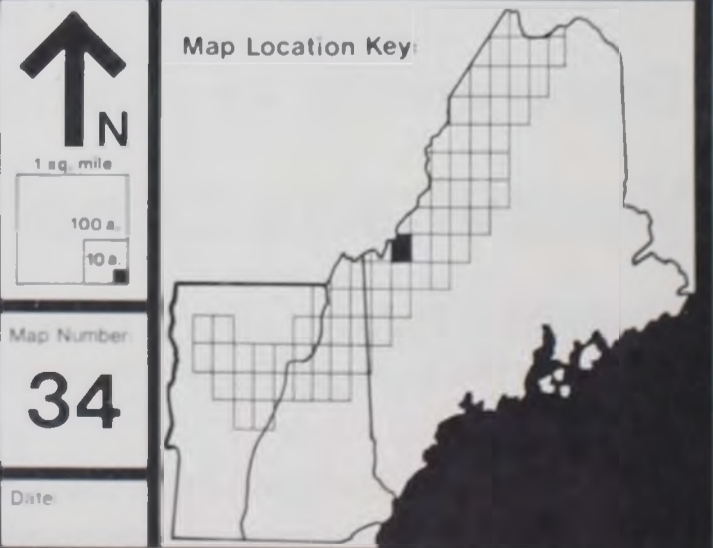 N
1 sq. mile
100 a.
10 a.
Map Number:
34
Date:
Map Location Key: